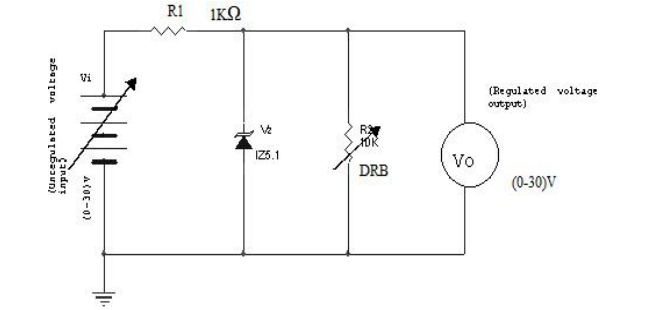 R1 1KΩ
Vi
(Unregulated voltage
input)
(0-30)V
Vz
IZ5.1
R2
10K
DRB
(Regulated voltage
output)
Vo
(0-30)V